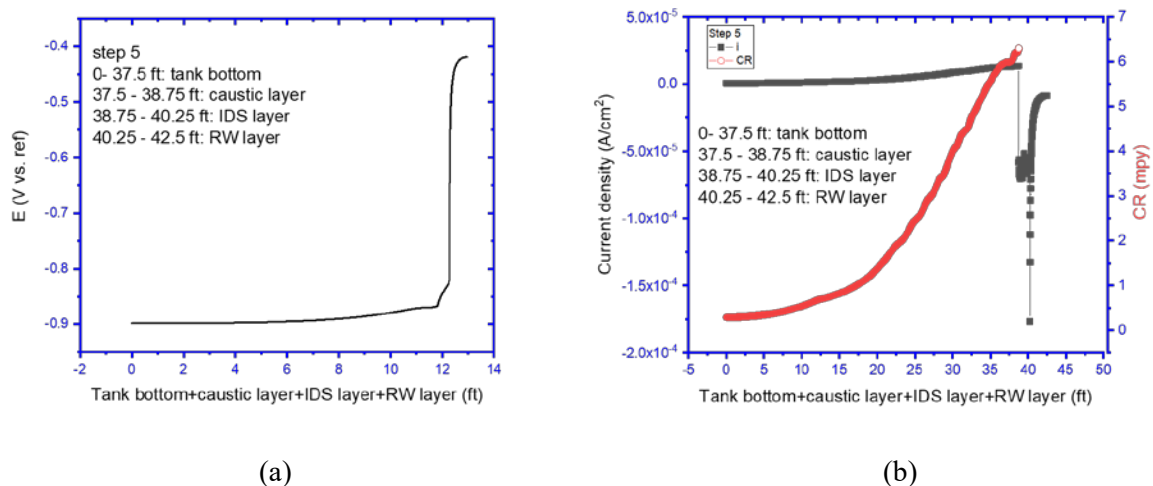 (a)
-0.4
-0.5
-0.6
-0.7
-0.8
-0.9
E (V vs. ref)
step 5
0- 37.5 ft: tank bottom
37.5 - 38.75 ft: caustic layer
38.75 - 40.25 ft: IDS layer
40.25 - 42.5 ft: RW layer
-2 0 2 4 6 8 10 12 14
Tank bottom+caustic layer+IDS layer+RW layer (ft)
(b)
5.0x10⁻⁵
0.0
-5.0x10⁻⁵
-1.0x10⁻⁴
-1.5x10⁻⁴
-2.0x10⁻⁴
Current density (A/cm²)
Step 5
i
CR
0- 37.5 ft: tank bottom
37.5 - 38.75 ft: caustic layer
38.75 - 40.25 ft: IDS layer
40.25 - 42.5 ft: RW layer
7
6
5
4
3
2
1
0
CR (mpy)
-5 0 5 10 15 20 25 30 35 40 45 50
Tank bottom+caustic layer+IDS layer+RW layer (ft)
(a)
(b)